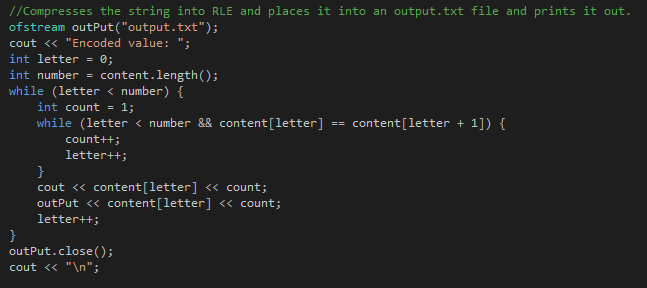 //Compresses the string into RLE and places it into an output.txt file and prints it out.
ofstream outPut("output.txt");
cout << "Encoded value: ";
int letter = 0;
int number = content.length();
while (letter < number) {
    int count = 1;
    while (letter < number && content[letter] == content[letter + 1]) {
        count++;
        letter++;
    }
    cout << content[letter] << count;
    outPut << content[letter] << count;
    letter++;
}
outPut.close();
cout << "\n";